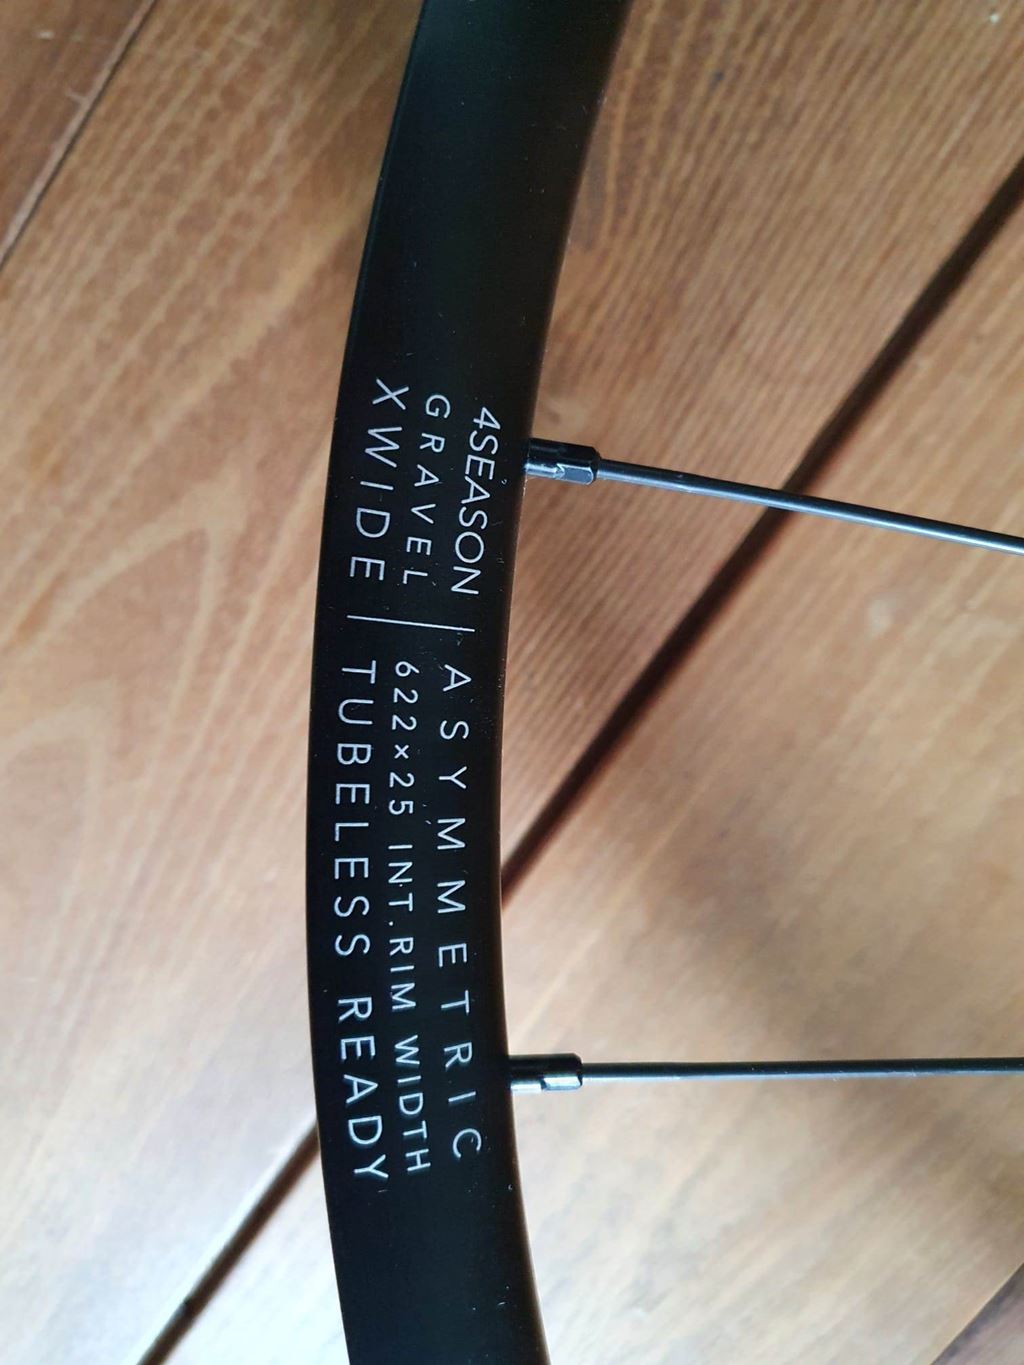 4SEASON | ASYMMETRIC
GRAVEL | 622×25 INT.RIM WIDTH
XWIDE | TUBELESS READY